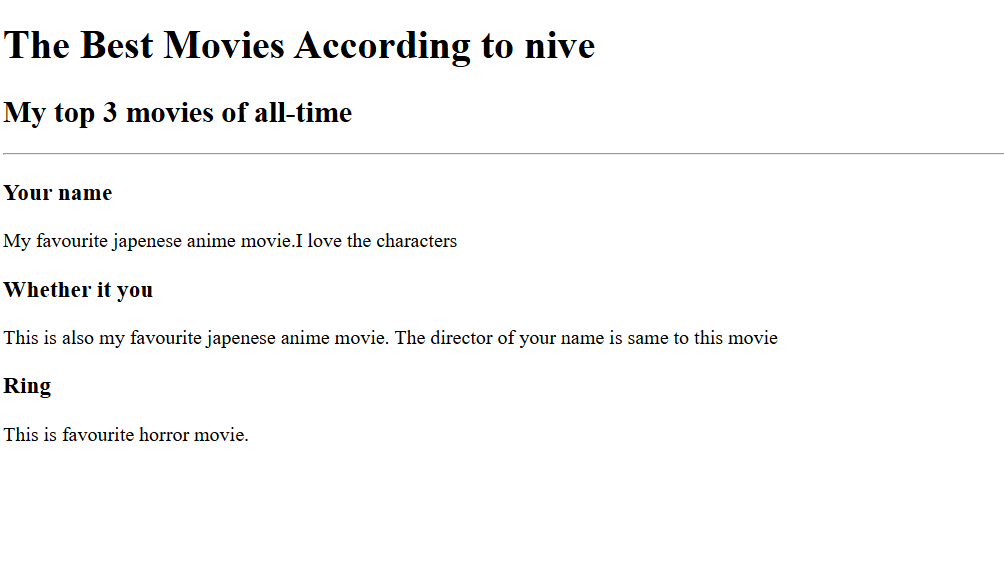 The Best Movies According to nive
My top 3 movies of all-time
Your name
My favourite japenese anime movie.I love the characters
Whether it you
This is also my favourite japenese anime movie. The director of your name is same to this movie
Ring
This is favourite horror movie.